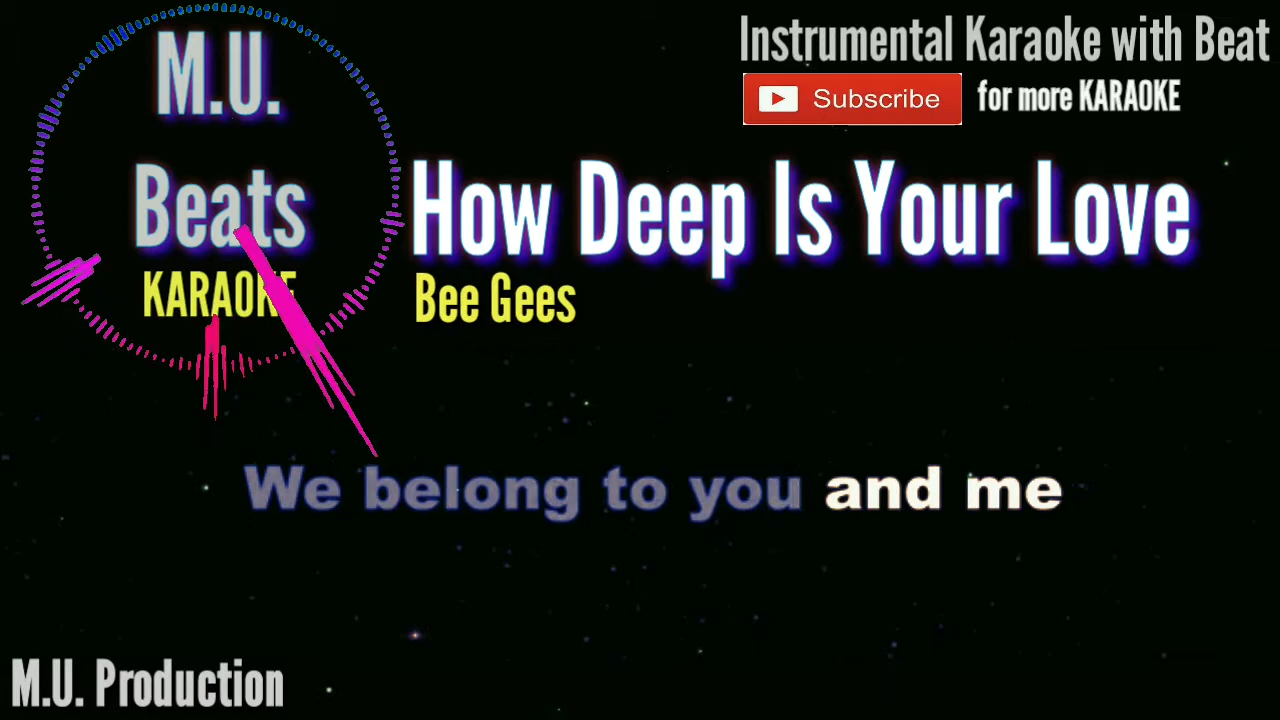 M.U.
Beats
KARAOKE
Instrumental Karaoke with Beat
Subscribe for more KARAOKE
How Deep Is Your Love
Bee Gees
We belong to you and me
M.U. Production